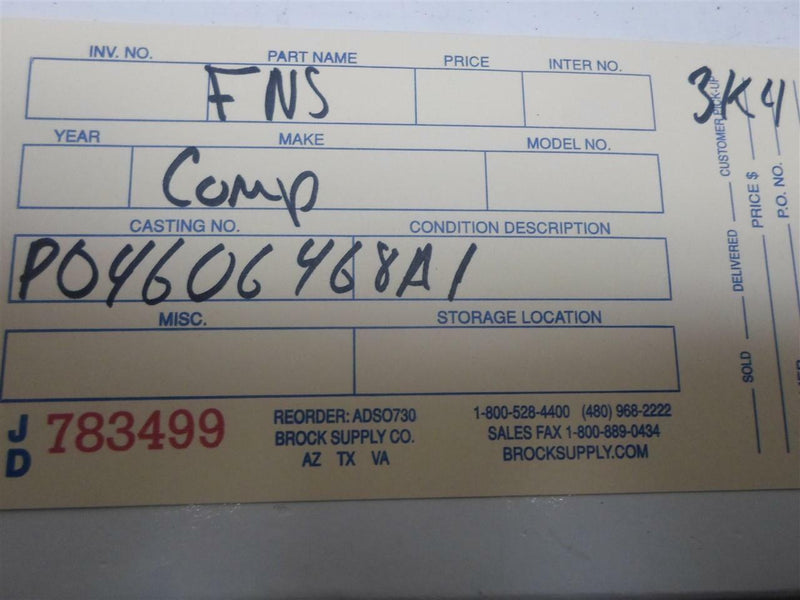 INV. NO. PART NAME PRICE INTER NO.
FNS
YEAR MAKE MODEL NO.
Comp
CASTING NO. CONDITION DESCRIPTION
P04606468A1
MISC. STORAGE LOCATION
JD 783499
REORDER: ADSO730
BROCK SUPPLY CO.
AZ TX VA
1-800-528-4400 (480) 968-2222
SALES FAX 1-800-889-0434
BROCKSUPPLY.COM
3K4
CUSTOMER PICK-UP
SOLD DELIVERED
PRICE $
P.O. NO.